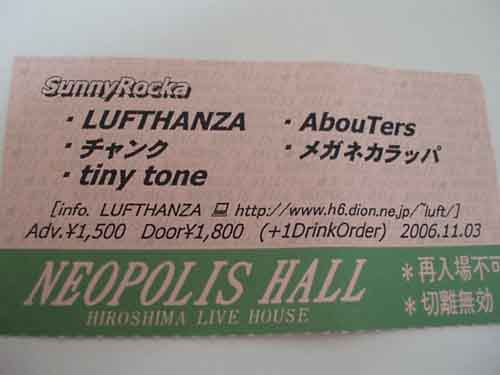 SunnyRocka
・LUFTHANZA ・AbouTers
・チャンク ・メガネカラッパ
・tiny tone
[info. LUFTHANZA 💻 http://www.h6.dion.ne.jp/~luft/]
Adv.¥1,500 Door¥1,800 (+1DrinkOrder) 2006.11.03
NEOPOLIS HALL
HIROSHIMA LIVE HOUSE
*再入場不可
*切離無効